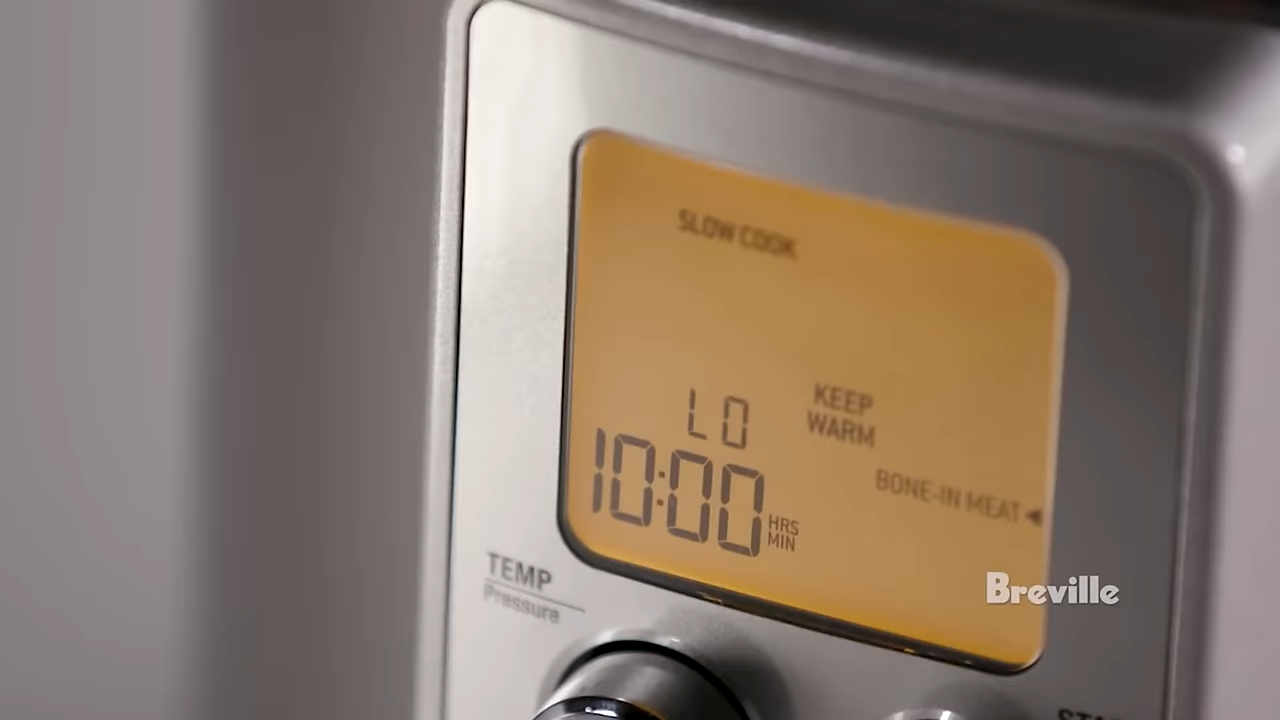 SLOW COOK
LO
KEEP
WARM
10:00 HRS
MIN
BONE-IN MEAT
TEMP
Pressure
Breville